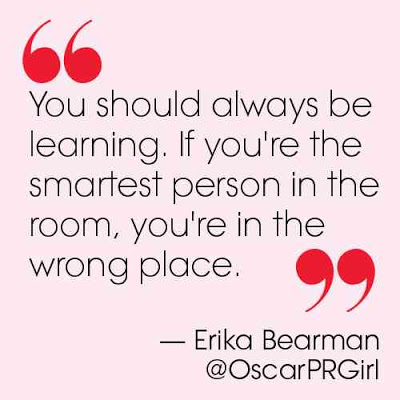 You should always be
learning. If you're the
smartest person in the
room, you're in the
wrong place.
— Erika Bearman
@OscarPRGirl